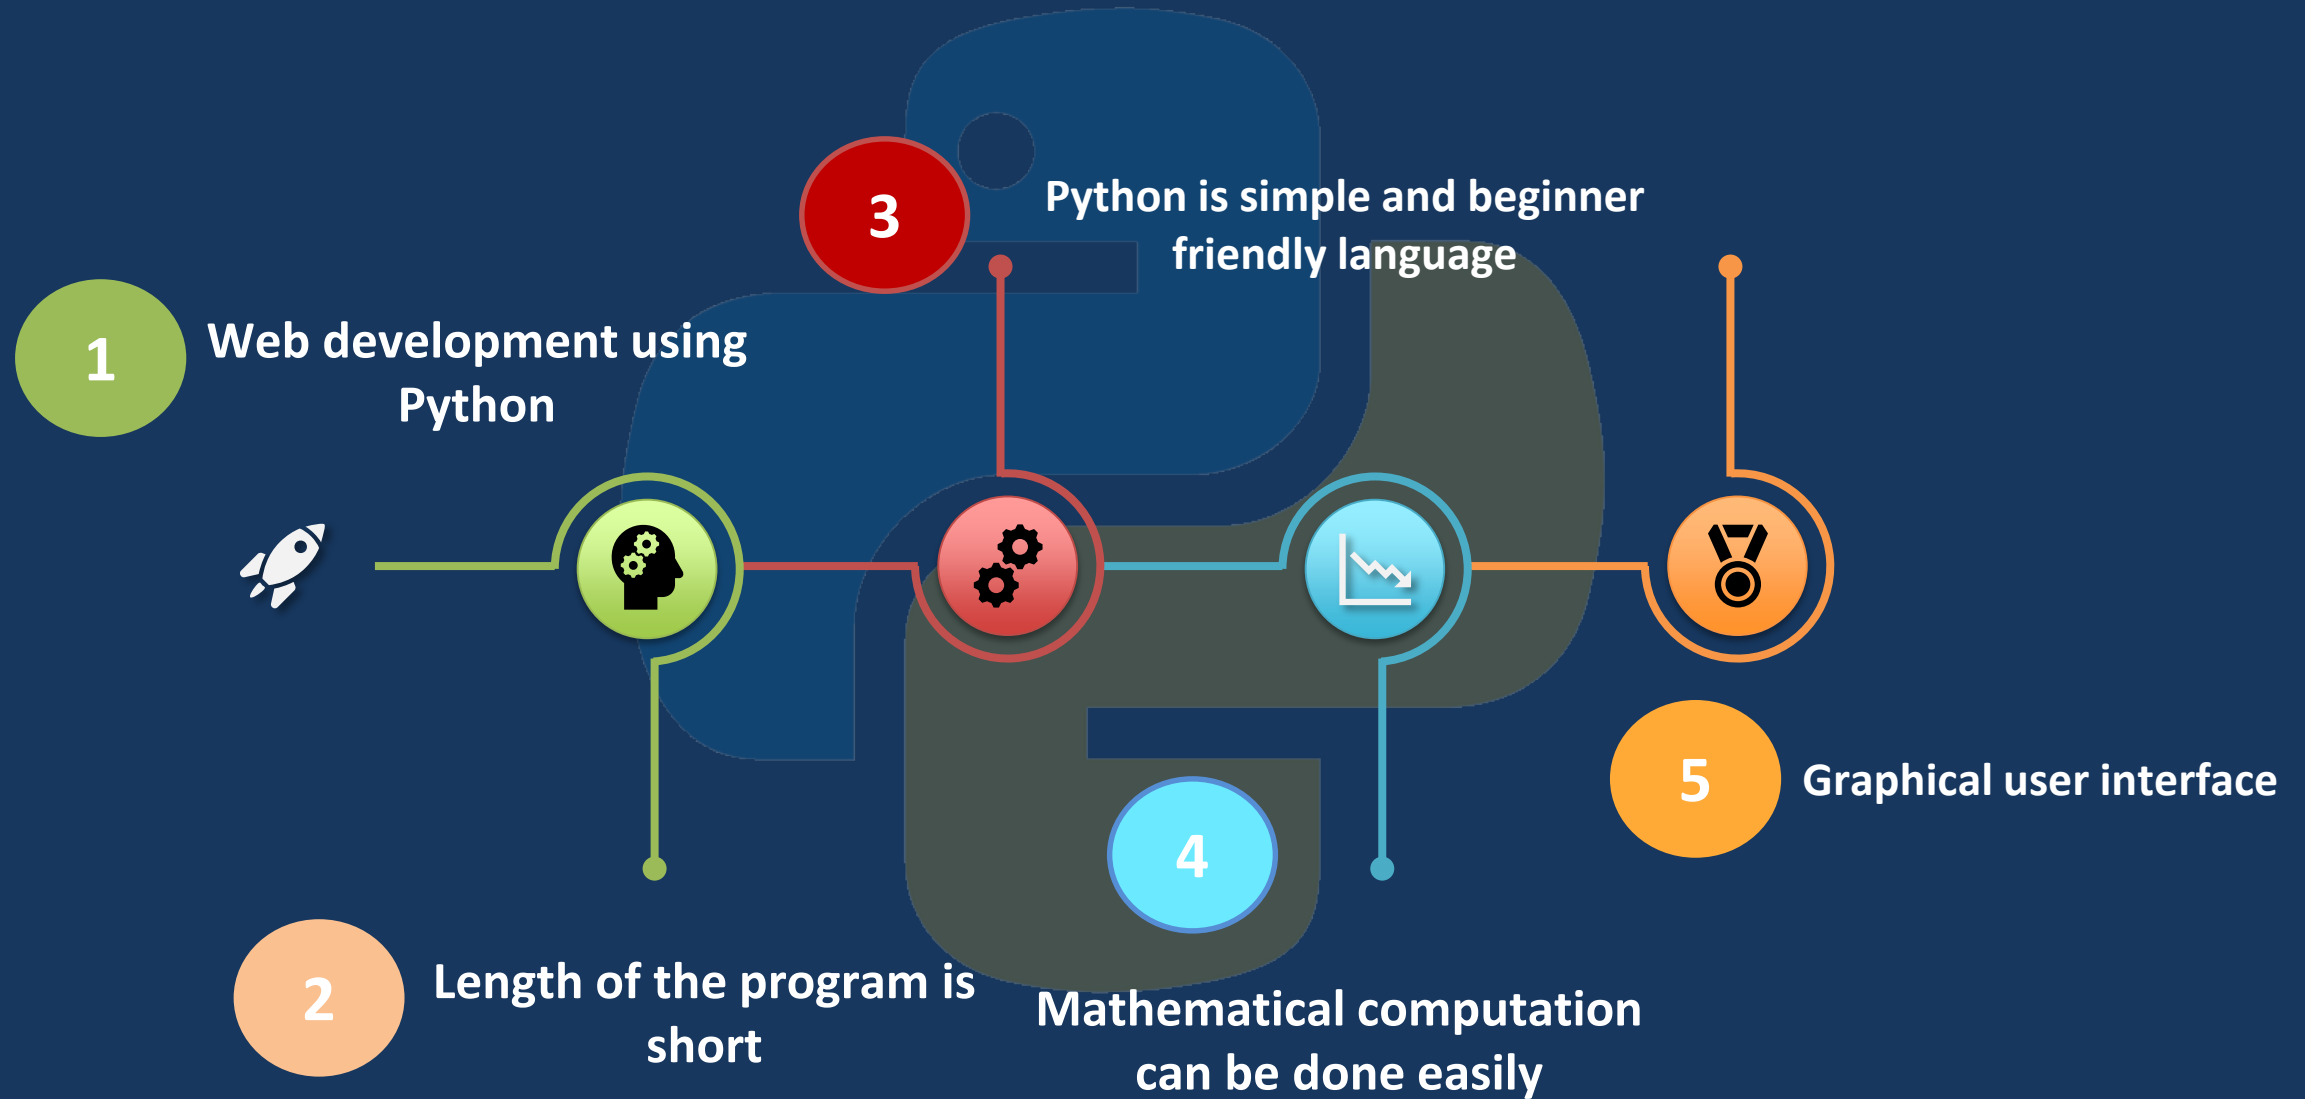 1
Web development using
Python
2
Length of the program is
short
3
Python is simple and beginner
friendly language
4
Mathematical computation
can be done easily
5
Graphical user interface